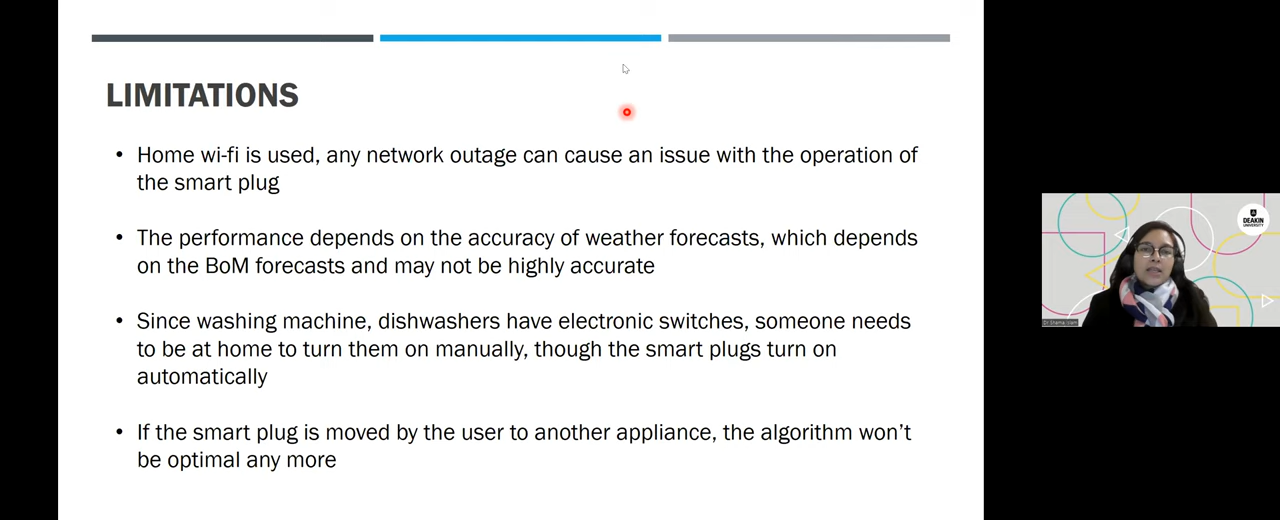 LIMITATIONS
• Home wi-fi is used, any network outage can cause an issue with the operation of
the smart plug
• The performance depends on the accuracy of weather forecasts, which depends
on the BoM forecasts and may not be highly accurate
• Since washing machine, dishwashers have electronic switches, someone needs
to be at home to turn them on manually, though the smart plugs turn on
automatically
• If the smart plug is moved by the user to another appliance, the algorithm won't
be optimal any more
DEAKIN
UNIVERSITY